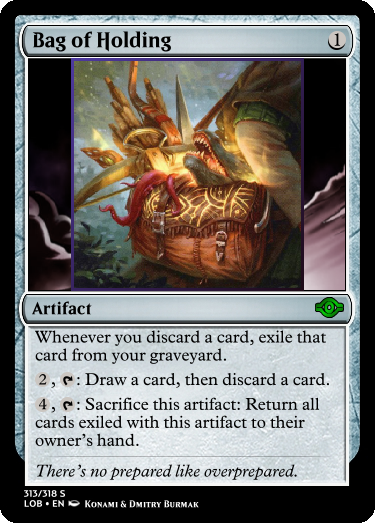 Bag of Holding 1
Artifact
Whenever you discard a card, exile that
card from your graveyard.
2 , : Draw a card, then discard a card.
4 , : Sacrifice this artifact: Return all
cards exiled with this artifact to their
owner's hand.
There's no prepared like overprepared.
313/318 S
LOB • EN Konami & Dmitry Burmak